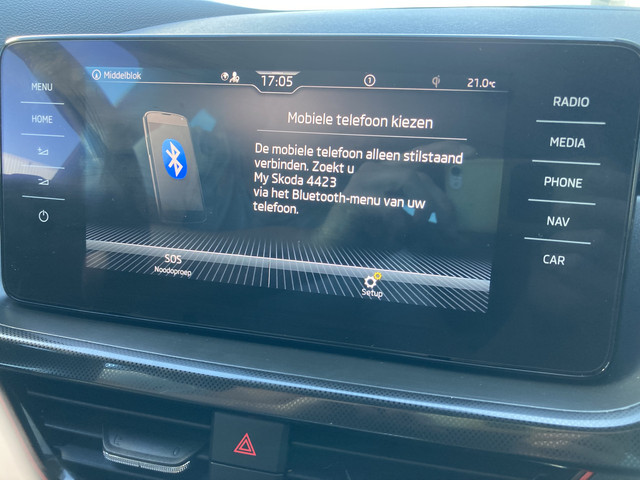 Middelblok
17:05
1
21.0°C
MENU
HOME
RADIO
MEDIA
PHONE
NAV
CAR
Mobiele telefoon kiezen
De mobiele telefoon alleen stilstaand
verbinden. Zoekt u
My Skoda 4423
via het Bluetooth-menu van uw
telefoon.
SOS
Noodoproep
Setup